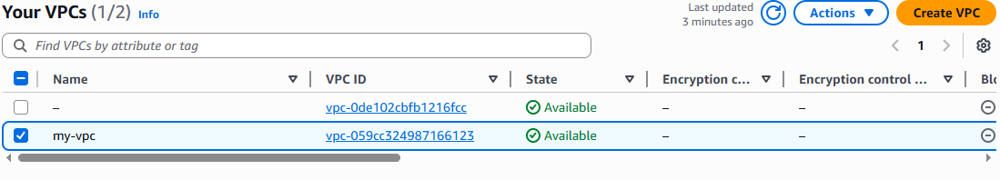 Your VPCs (1/2) Info
Last updated
3 minutes ago
Actions
Create VPC
Find VPCs by attribute or tag
1
Name VPC ID State Encryption c... Encryption control ... Blo
– vpc-0de102cbfb1216fcc Available – –
my-vpc vpc-059cc324987166123 Available – –